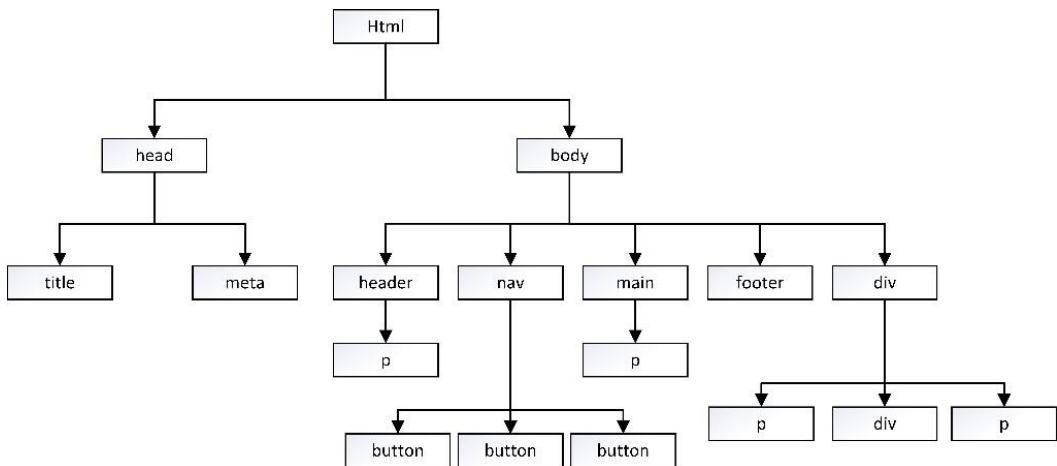 Html
head
body
title
meta
header
nav
main
footer
div
p
p
p
div
p
button
button
button